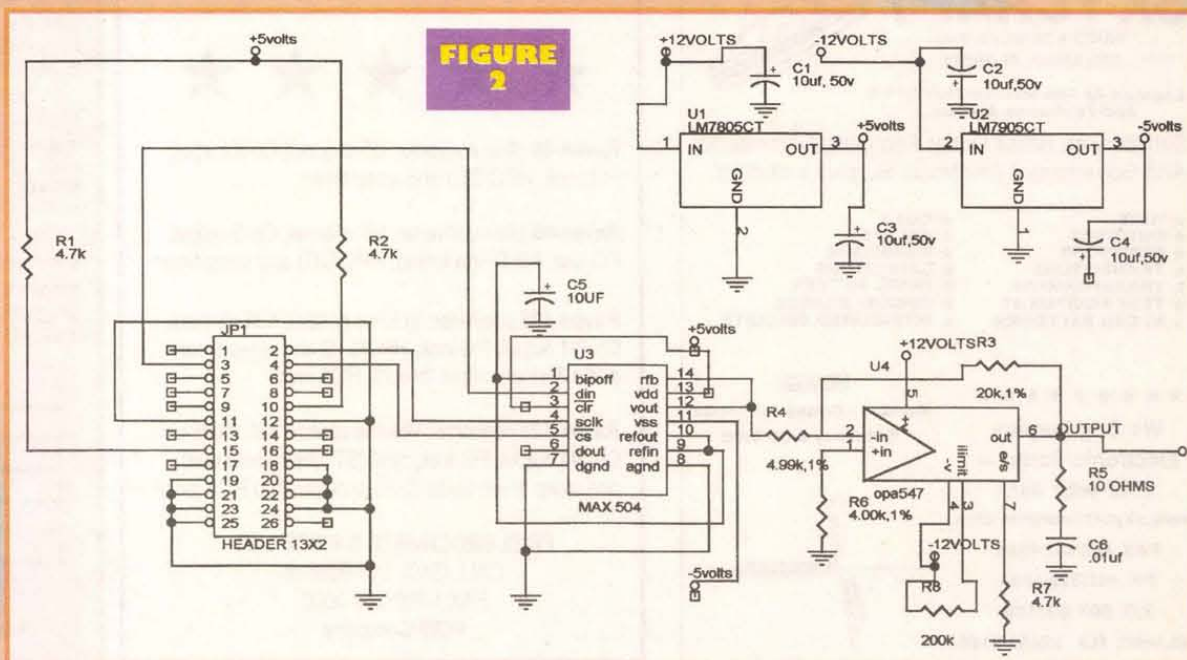 FIGURE
2
+5volts
R1
4.7k
R2
4.7k
JP1
1 2
3 4
5 6
7 8
9 10
11 12
13 14
15 16
17 18
19 20
21 22
23 24
25 26
HEADER 13X2
C5
10UF
U3
1 bipoff rfb 14
2 din vdd 13
3 clr vout 12
4 sclk vss 11
5 cs refout 10
6 dout refin 9
7 dgnd agnd 8
MAX 504
+5volts
-5volts
+12VOLTS
C1
10uf, 50v
U1
LM7805CT
1 IN OUT 3
GND
2
+5volts
C3
10uf,50v
-12VOLTS
C2
10uf, 50v
U2
LM7905CT
2 IN OUT 3
GND
1
-5volts
C4
10uf,50v
R4
4.99k,1%
R6
4.00k,1%
U4
+12VOLTS
R3
20k,1%
5
+v
2 -in
1 +in
out 6
ilimit
-v
e/s
4 3 7
opa547
OUTPUT
R5
10 OHMS
C6
.01uf
-12VOLTS
R8
200k
R7
4.7k